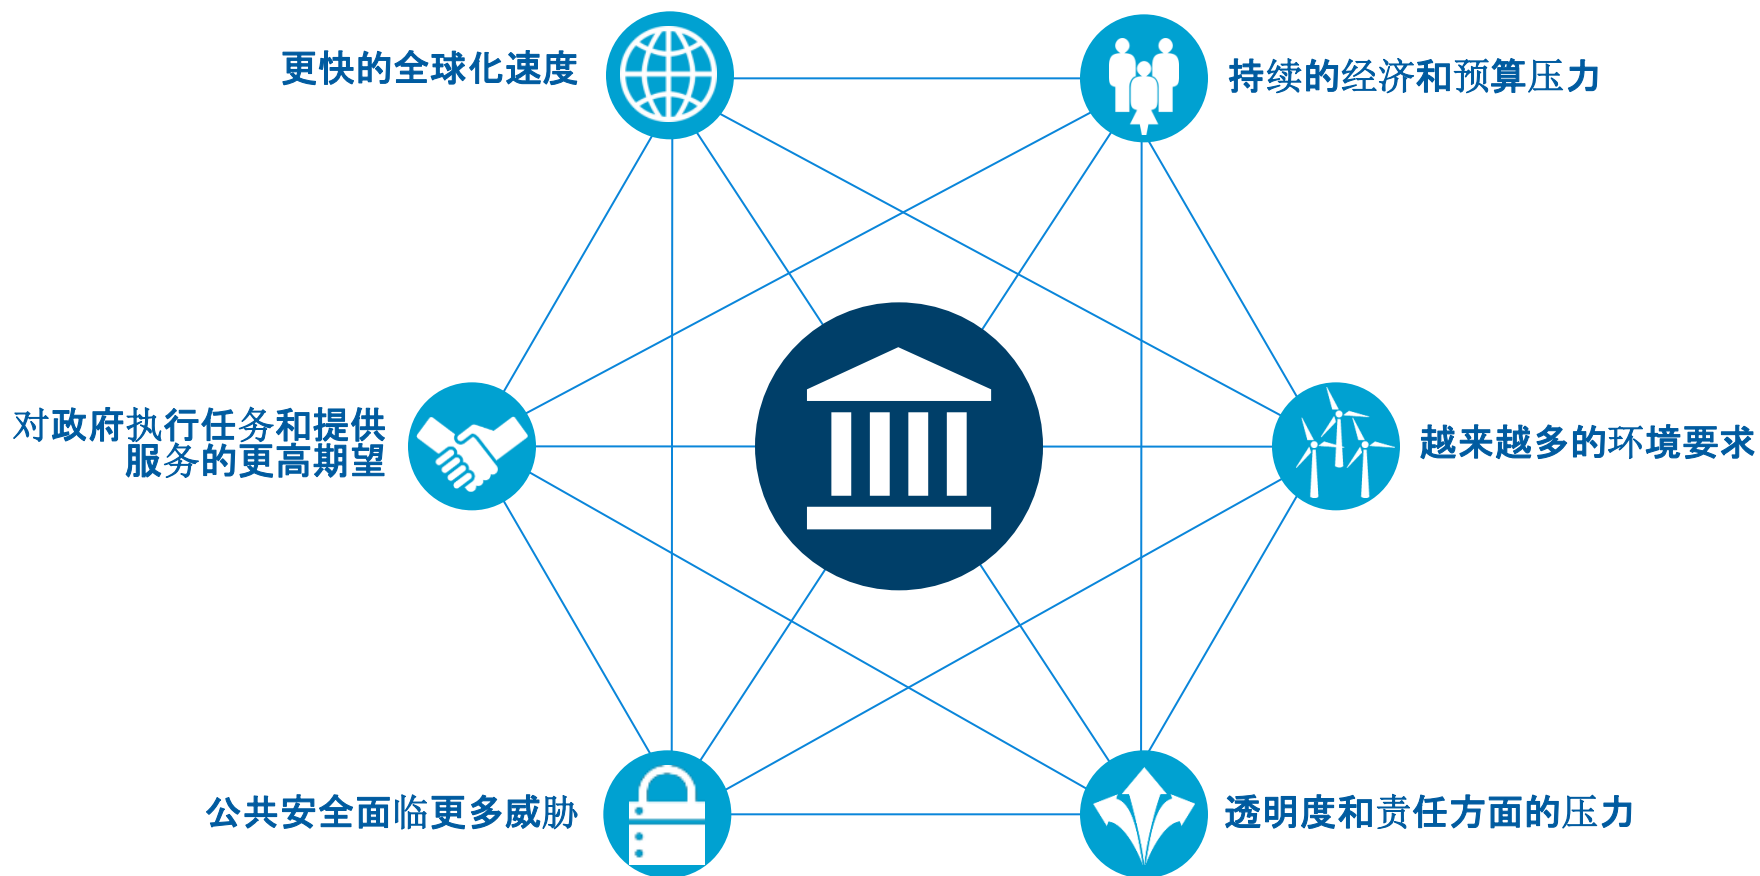 更快的全球化速度
持续的经济和预算压力
对政府执行任务和提供
服务的更高期望
越来越多的环境要求
公共安全面临更多威胁
透明度和责任方面的压力